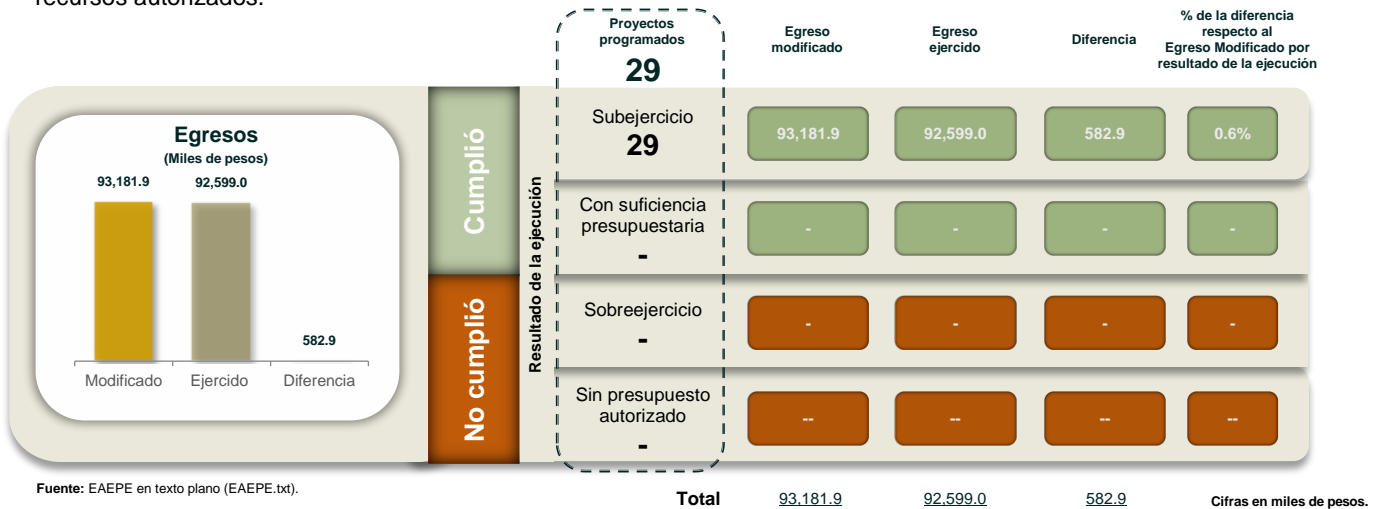 recursos autorizados.
Proyectos
programados
29
Egreso
modificado
Egreso
ejercido
Diferencia
% de la diferencia
respecto al
Egreso Modificado por
resultado de la ejecución
Egresos
(Miles de pesos)
93,181.9
92,599.0
582.9
Modificado
Ejercido
Diferencia
Cumplió
No cumplió
Resultado de la ejecución
Subejercicio
29
93,181.9
92,599.0
582.9
0.6%
Con suficiencia
presupuestaria
-
-
-
-
-
Sobreejercicio
-
-
-
-
-
Sin presupuesto
autorizado
-
--
--
--
--
Fuente: EAEPE en texto plano (EAEPE.txt).
Total
93,181.9
92,599.0
582.9
Cifras en miles de pesos.